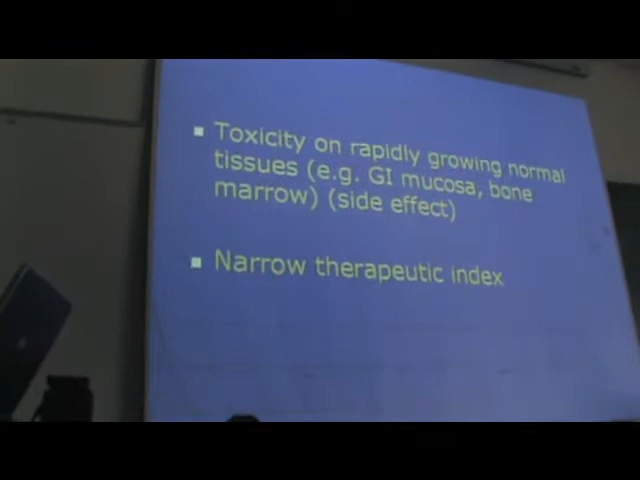 Toxicity on rapidly growing normal
tissues (e.g. GI mucosa, bone
marrow) (side effect)
Narrow therapeutic index